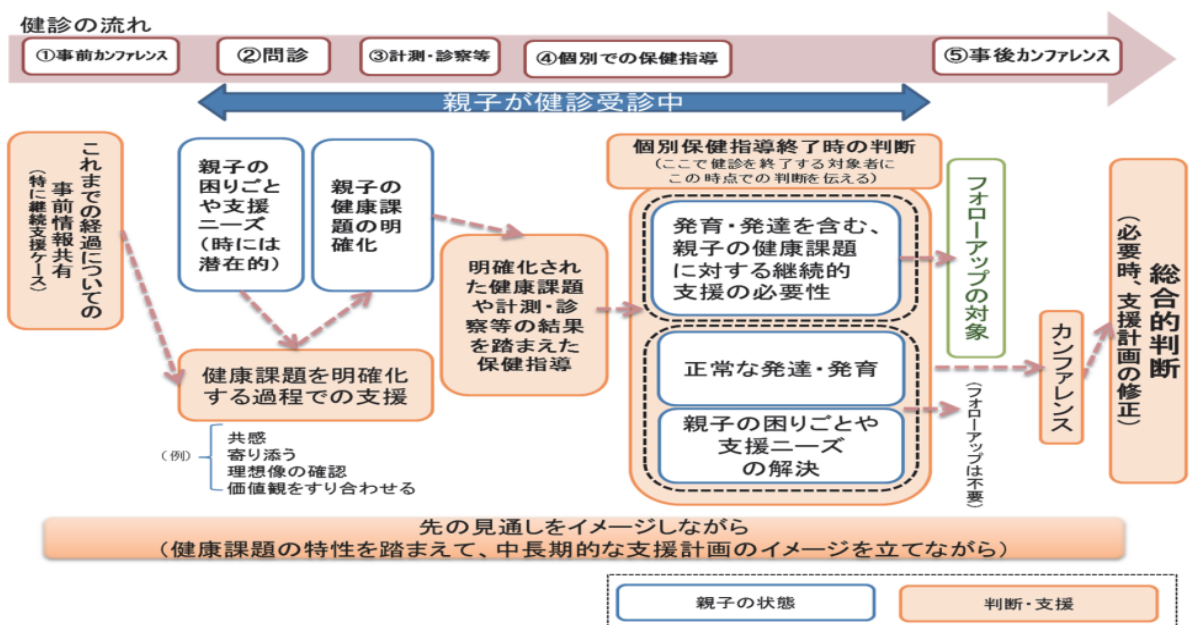 健診の流れ
①事前カンファレンス
②問診
③計測・診察等
④個別での保健指導
⑤事後カンファレンス
親子が健診受診中
これまでの経過についての
事前情報共有
(特に継続支援ケース)
親子の
困りごと
や支援
ニーズ
(時には
潜在的)
親子の
健康課
題の明
確化
健康課題を明確化
する過程での支援
(例)
共感
寄り添う
理想像の確認
価値観をすり合わせる
明確化され
た健康課題
や計測・診
察等の結果
を踏まえた
保健指導
個別保健指導終了時の判断
(ここで健診を終了する対象者に
この時点での判断を伝える)
発育・発達を含む、
親子の健康課題
に対する継続的
支援の必要性
正常な発達・発育
親子の困りごとや
支援ニーズ
の解決
フォローアップの対象
(フォローアップは不要)
カンファレンス
総合的判断
(必要時、支援計画の修正)
先の見通しをイメージしながら
(健康課題の特性を踏まえて、中長期的な支援計画のイメージを立てながら)
親子の状態
判断・支援